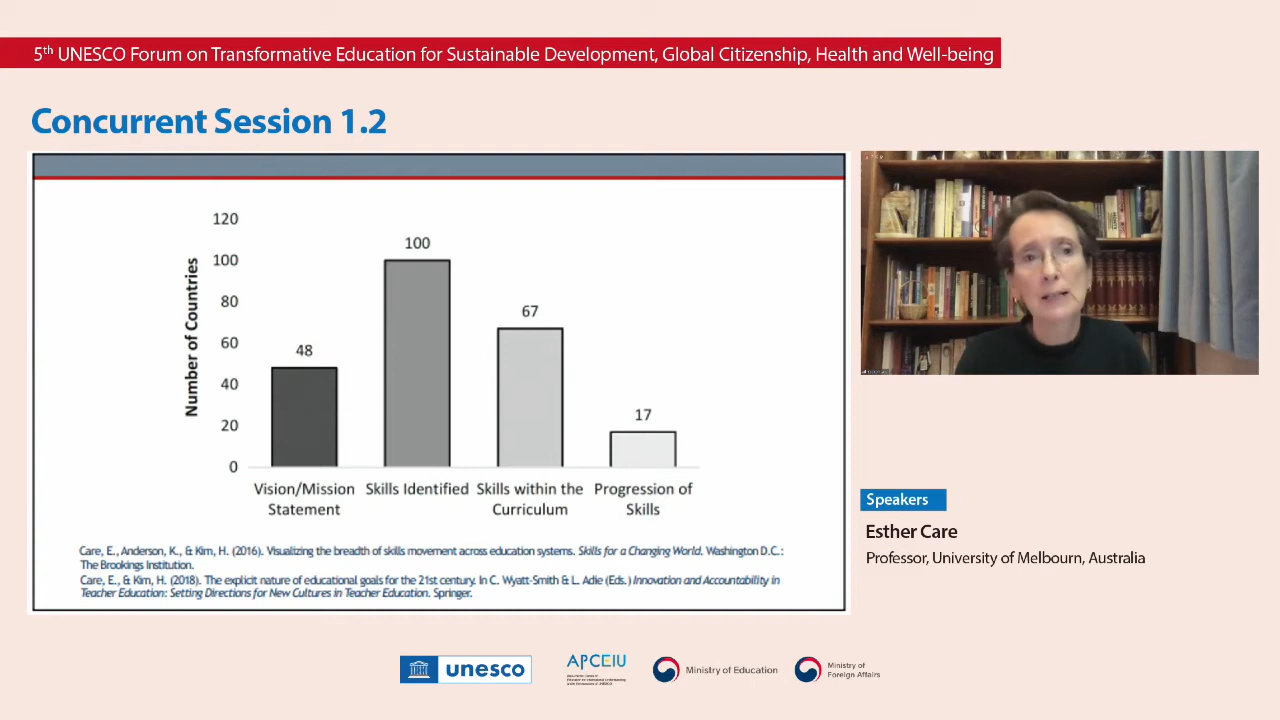 5th UNESCO Forum on Transformative Education for Sustainable Development, Global Citizenship, Health and Well-being
Concurrent Session 1.2
Number of Countries
120
100
80
60
40
20
0
48
100
67
17
Vision/Mission
Statement
Skills Identified
Skills within the
Curriculum
Progression of
Skills
Care, E., Anderson, K., & Kim, H. (2016). Visualizing the breadth of skills movement across education systems. Skills for a Changing World. Washington D.C.:
The Brookings Institution.
Care, E., & Kim, H. (2018). The explicit nature of educational goals for the 21st century. In C. Wyatt-Smith & L. Adie (Eds.) Innovation and Accountability in
Teacher Education: Setting Directions for New Cultures in Teacher Education. Springer.
Speakers
Esther Care
Professor, University of Melbourn, Australia
unesco
APCEIU
Ministry of Education
Ministry of
Foreign Affairs